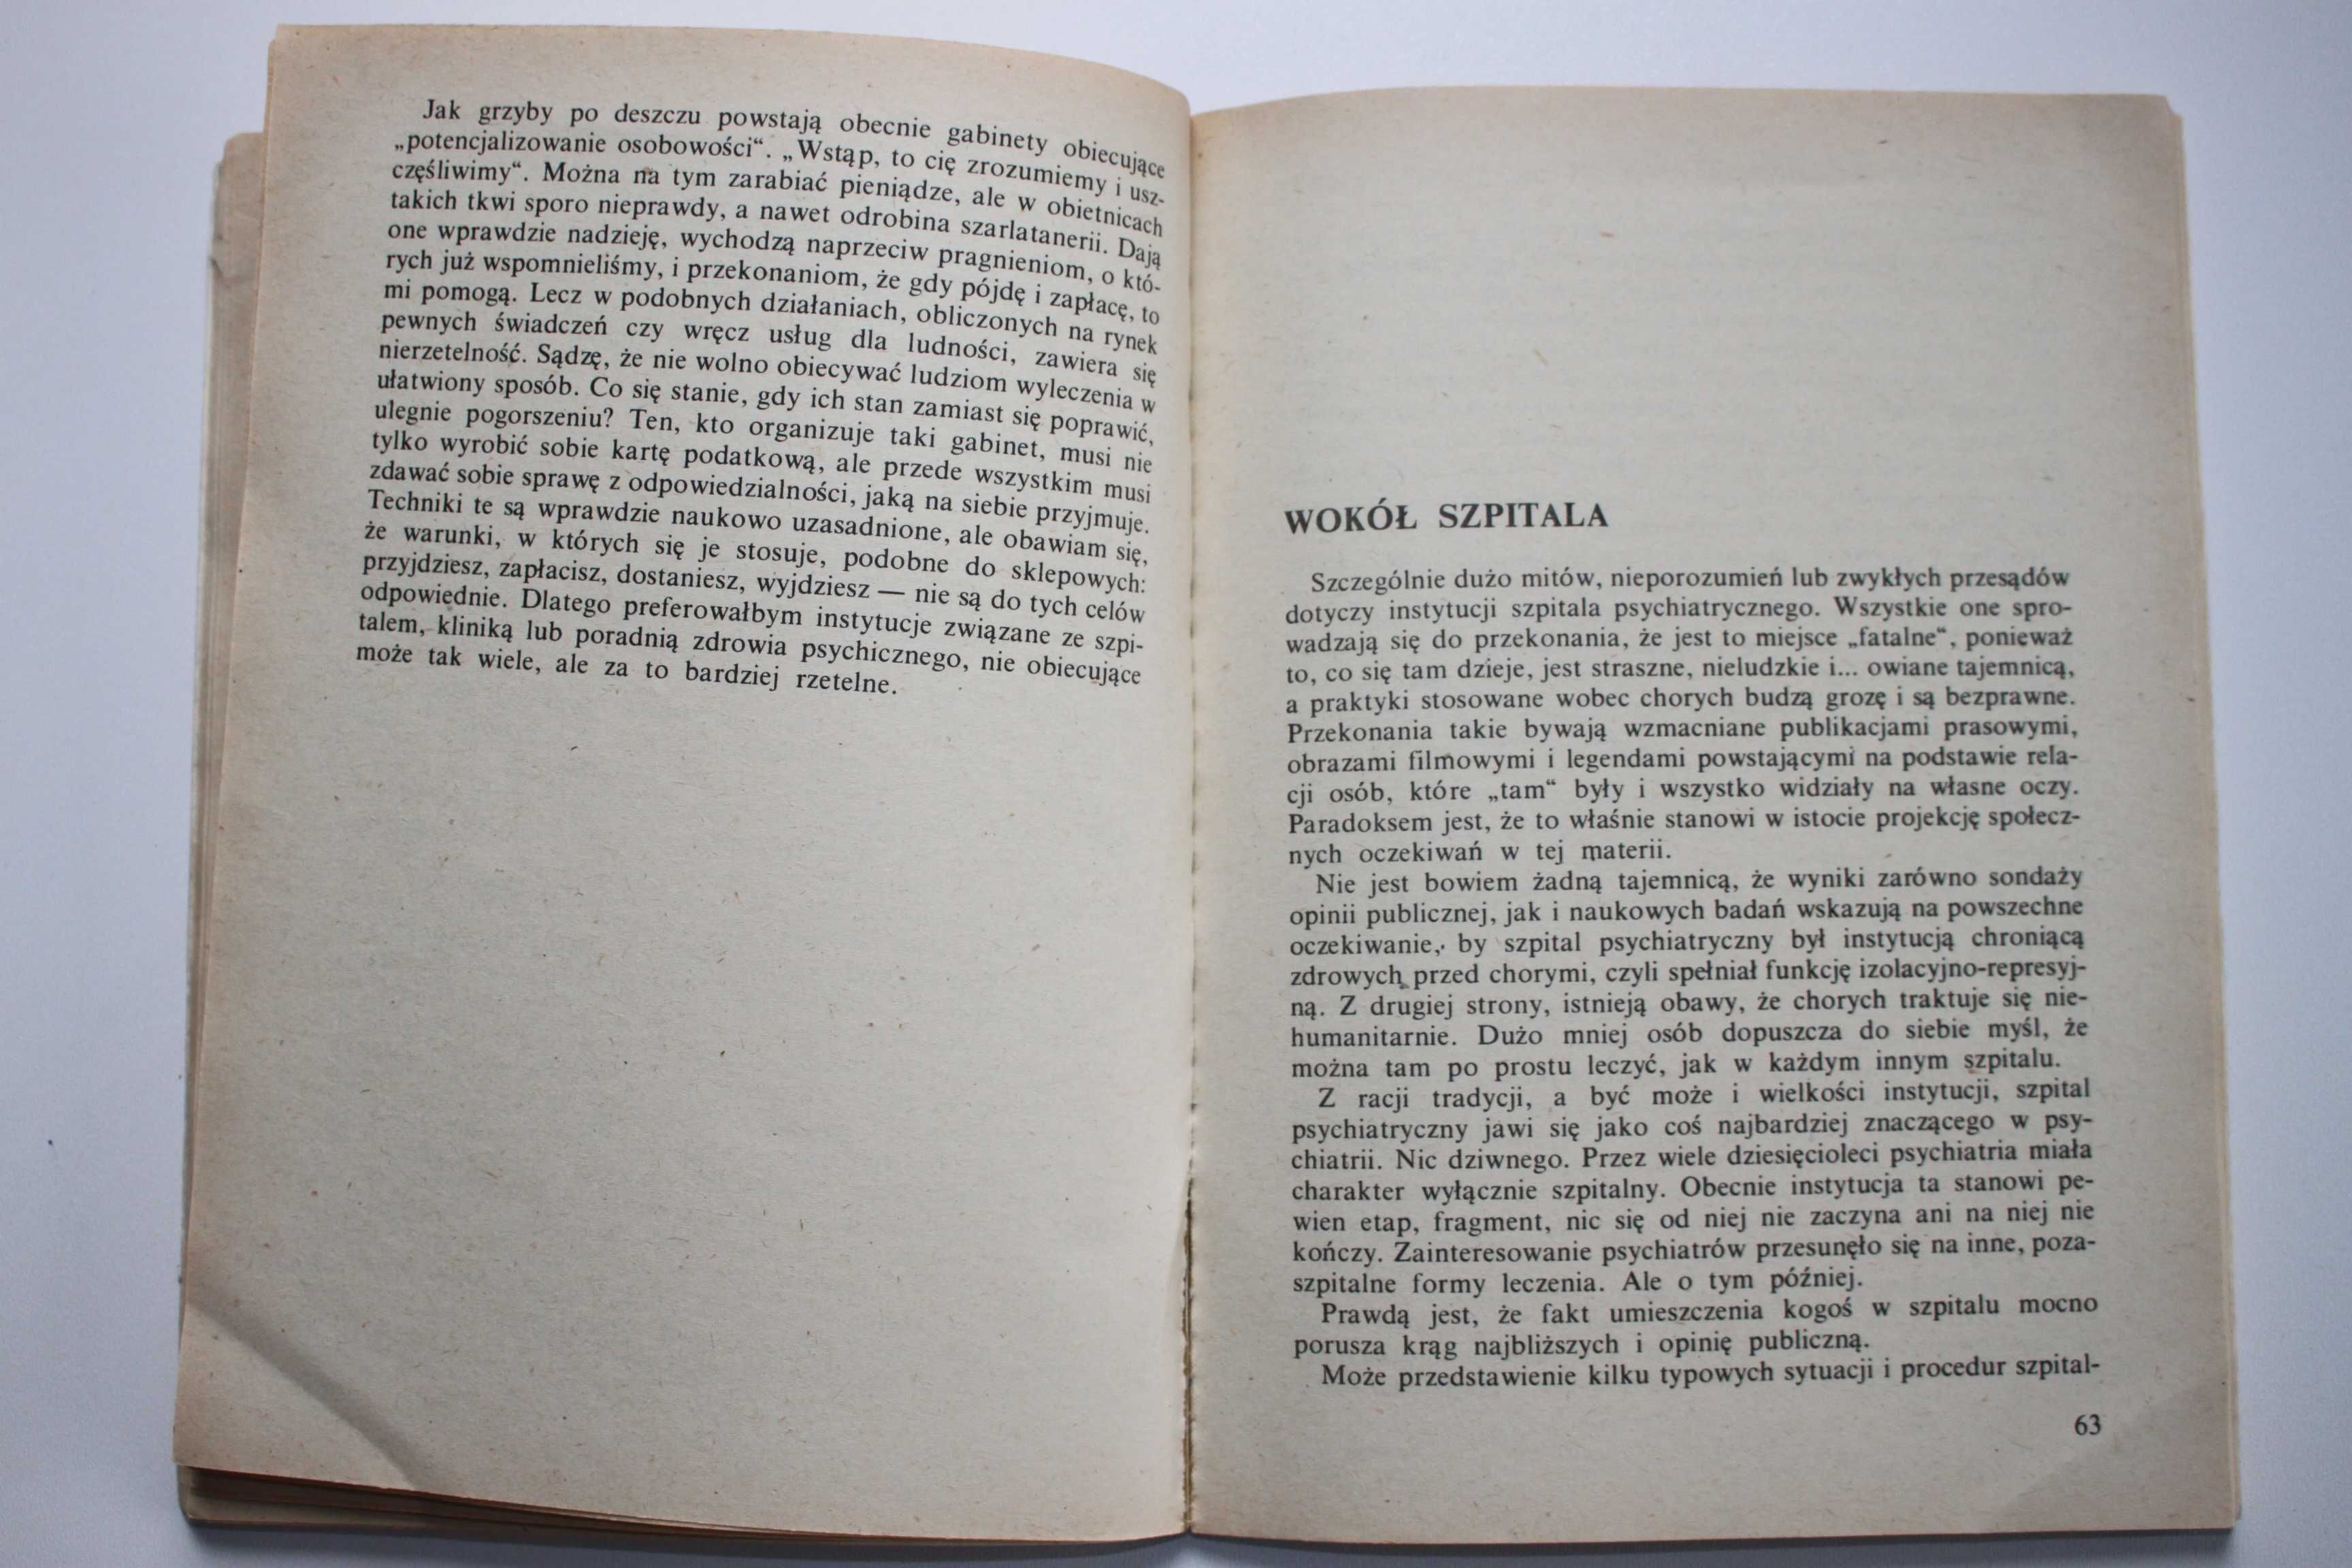 Jak grzyby po deszczu powstają obecnie gabinety obiecujące
„potencjalizowanie osobowości“. „Wstąp, to cię zrozumiemy i usz-
częśliwimy“. Można na tym zarabiać pieniądze, ale w obietnicach
takich tkwi sporo nieprawdy, a nawet odrobina szarlatanerii. Dają
one wprawdzie nadzieję, wychodzą naprzeciw pragnieniom, o któ-
rych już wspomnieliśmy, i przekonaniom, że gdy pójdę i zapłacę, to
mi pomogą. Lecz w podobnych działaniach, obliczonych na rynek
pewnych świadczeń czy wręcz usług dla ludności, zawiera się
nierzetelność. Sądzę, że nie wolno obiecywać ludziom wyleczenia w
ułatwiony sposób. Co się stanie, gdy ich stan zamiast się poprawić,
ulegnie pogorszeniu? Ten, kto organizuje taki gabinet, musi nie
tylko wyrobić sobie kartę podatkową, ale przede wszystkim musi
zdawać sobie sprawę z odpowiedzialności, jaką na siebie przyjmuje.
Techniki te są wprawdzie naukowo uzasadnione, ale obawiam się,
że warunki, w których się je stosuje, podobne do sklepowych:
przyjdziesz, zapłacisz, dostaniesz, wyjdziesz — nie są do tych celów
odpowiednie. Dlatego preferowałbym instytucje związane ze szpi-
talem, kliniką lub poradnią zdrowia psychicznego, nie obiecujące
może tak wiele, ale za to bardziej rzetelne.
WOKÓŁ SZPITALA
Szczególnie dużo mitów, nieporozumień lub zwykłych przesądów
dotyczy instytucji szpitala psychiatrycznego. Wszystkie one spro-
wadzają się do przekonania, że jest to miejsce „fatalne“, ponieważ
to, co się tam dzieje, jest straszne, nieludzkie i... owiane tajemnicą,
a praktyki stosowane wobec chorych budzą grozę i są bezprawne.
Przekonania takie bywają wzmacniane publikacjami prasowymi,
obrazami filmowymi i legendami powstającymi na podstawie rela-
cji osób, które „tam“ były i wszystko widziały na własne oczy.
Paradoksem jest, że to właśnie stanowi w istocie projekcję społecz-
nych oczekiwań w tej materii.
Nie jest bowiem żadną tajemnicą, że wyniki zarówno sondaży
opinii publicznej, jak i naukowych badań wskazują na powszechne
oczekiwanie, by szpital psychiatryczny był instytucją chroniącą
zdrowych przed chorymi, czyli spełniał funkcję izolacyjno-represyj-
ną. Z drugiej strony, istnieją obawy, że chorych traktuje się nie-
humanitarnie. Dużo mniej osób dopuszcza do siebie myśl, że
można tam po prostu leczyć, jak w każdym innym szpitalu.
Z racji tradycji, a być może i wielkości instytucji, szpital
psychiatryczny jawi się jako coś najbardziej znaczącego w psy-
chiatrii. Nic dziwnego. Przez wiele dziesięcioleci psychiatria miała
charakter wyłącznie szpitalny. Obecnie instytucja ta stanowi pe-
wien etap, fragment, nic się od niej nie zaczyna ani na niej nie
kończy. Zainteresowanie psychiatrów przesunęło się na inne, poza-
szpitalne formy leczenia. Ale o tym później.
Prawdą jest, że fakt umieszczenia kogoś w szpitalu mocno
porusza krąg najbliższych i opinię publiczną.
Może przedstawienie kilku typowych sytuacji i procedur szpital-
63